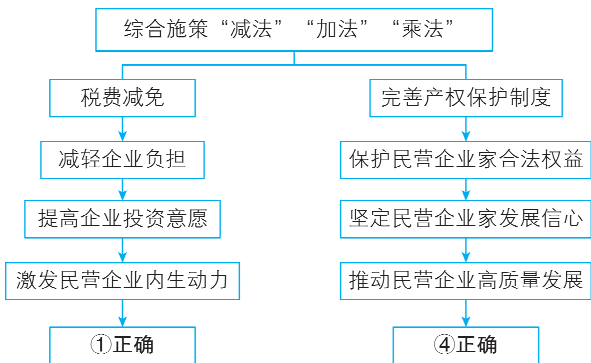 综合施策“减法”“加法”“乘法”
税费减免
完善产权保护制度
减轻企业负担
保护民营企业家合法权益
提高企业投资意愿
坚定民营企业家发展信心
激发民营企业内生动力
推动民营企业高质量发展
①正确
④正确